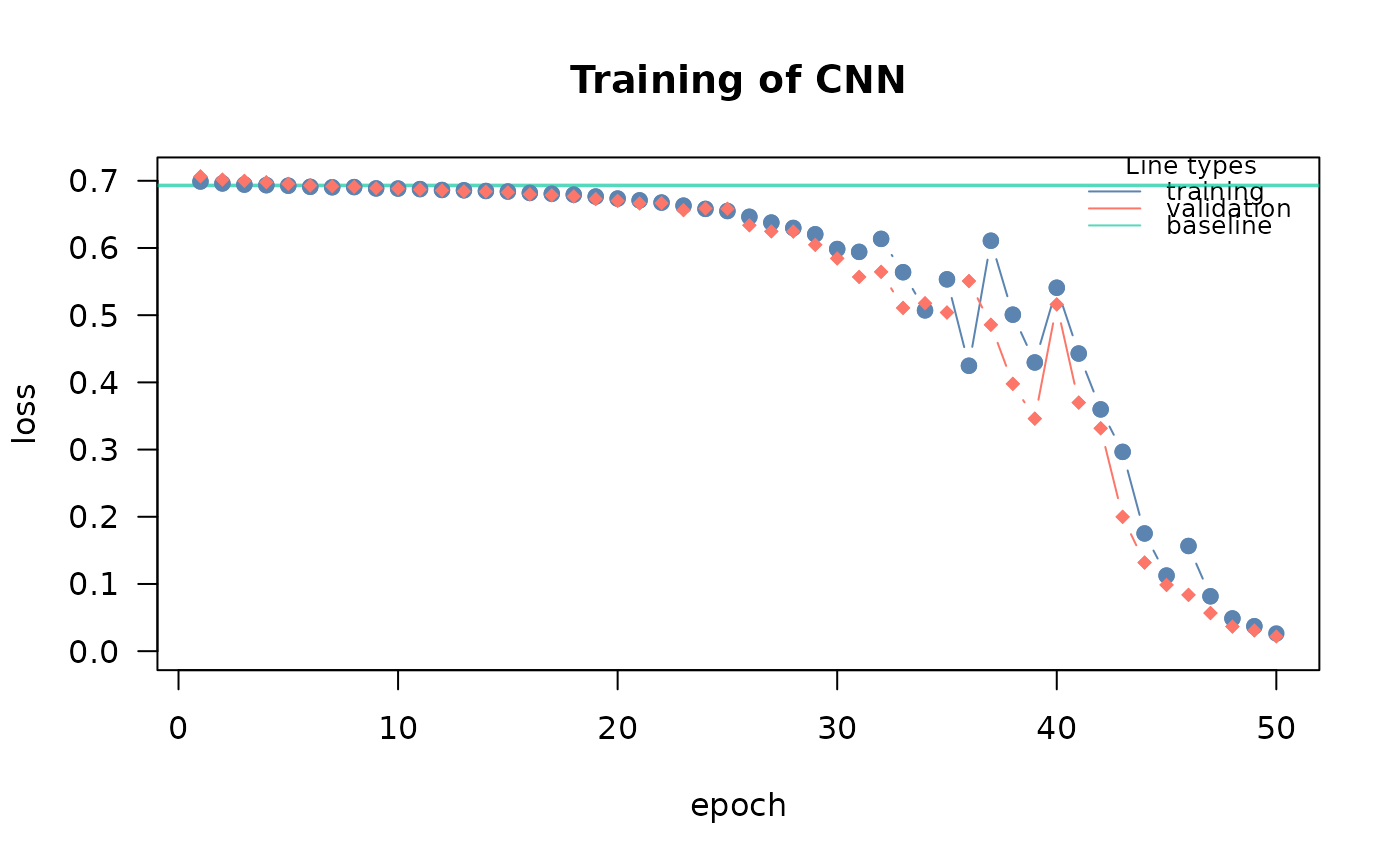 Training of CNN
Line types
training
validation
baseline
0.7
0.6
0.5
0.4
0.3
0.2
0.1
0.0
loss
0 10 20 30 40 50
epoch